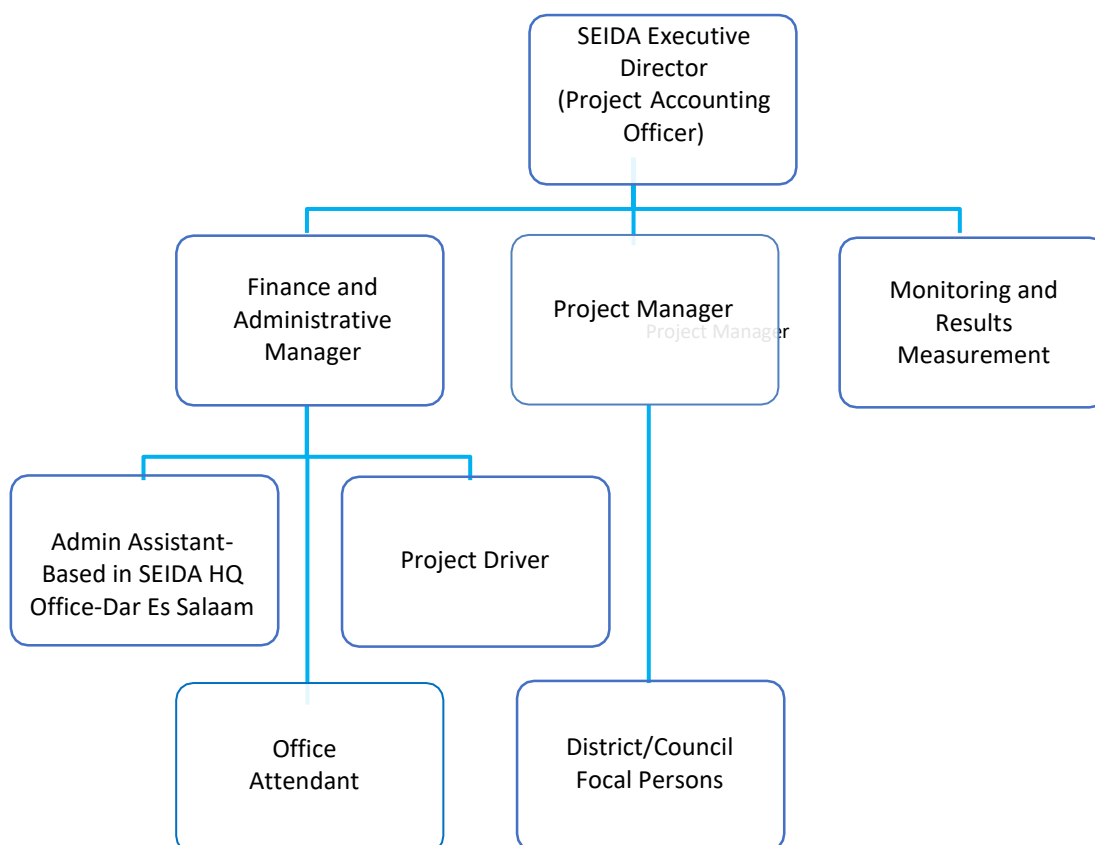 SEIDA Executive
Director
(Project Accounting
Officer)
Finance and
Administrative
Manager
Project Manager
Project Manager
Monitoring and
Results
Measurement
Admin Assistant-
Based in SEIDA HQ
Office-Dar Es Salaam
Project Driver
Office
Attendant
District/Council
Focal Persons